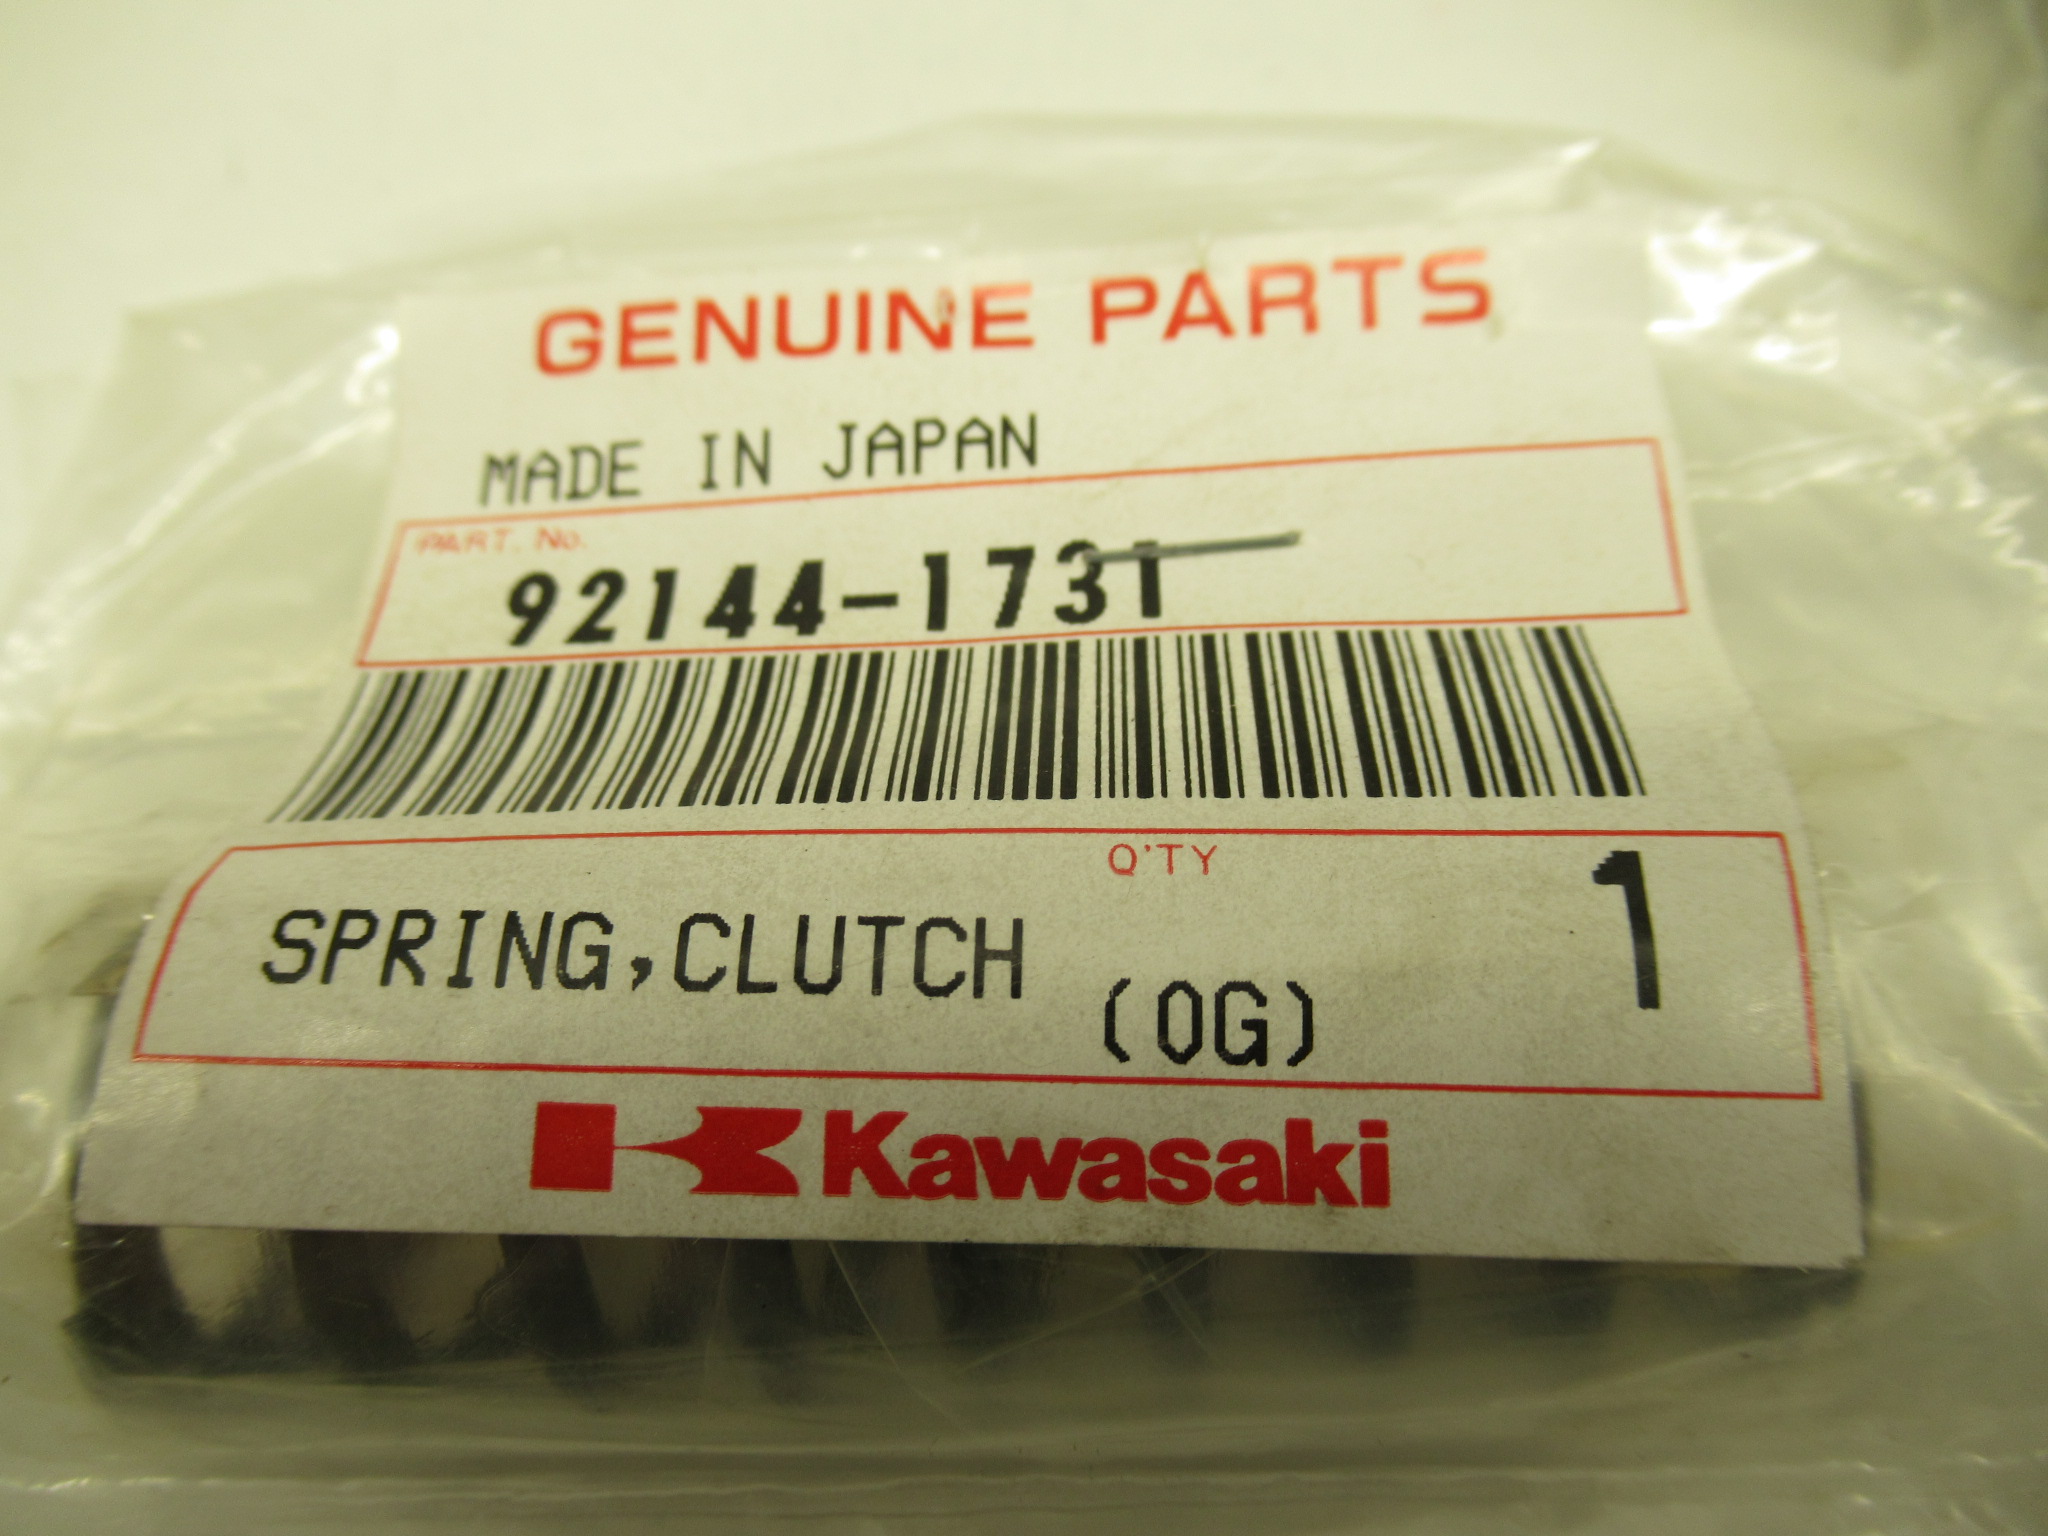 GENUINE PARTS
MADE IN JAPAN
PART. No.
92144-1731
Q'TY
SPRING,CLUTCH (OG) 1
Kawasaki